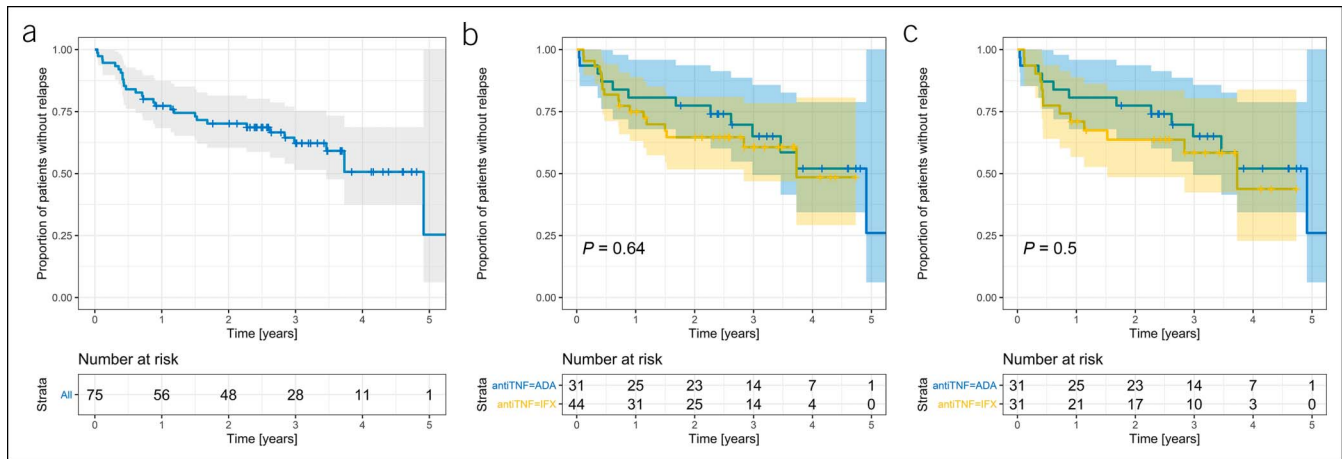 a
Proportion of patients without relapse
1.00
0.75
0.50
0.25
0.00
0 1 2 3 4 5
Time [years]
Number at risk
Strata
All 75 56 48 28 11 1
0 1 2 3 4 5
Time [years]
b
Proportion of patients without relapse
1.00
0.75
0.50
0.25
0.00
P = 0.64
0 1 2 3 4 5
Time [years]
Number at risk
Strata
antiTNF=ADA 31 25 23 14 7 1
antiTNF=IFX 44 31 25 14 4 0
0 1 2 3 4 5
Time [years]
c
Proportion of patients without relapse
1.00
0.75
0.50
0.25
0.00
P = 0.5
0 1 2 3 4 5
Time [years]
Number at risk
Strata
antiTNF=ADA 31 25 23 14 7 1
antiTNF=IFX 31 21 17 10 3 0
0 1 2 3 4 5
Time [years]